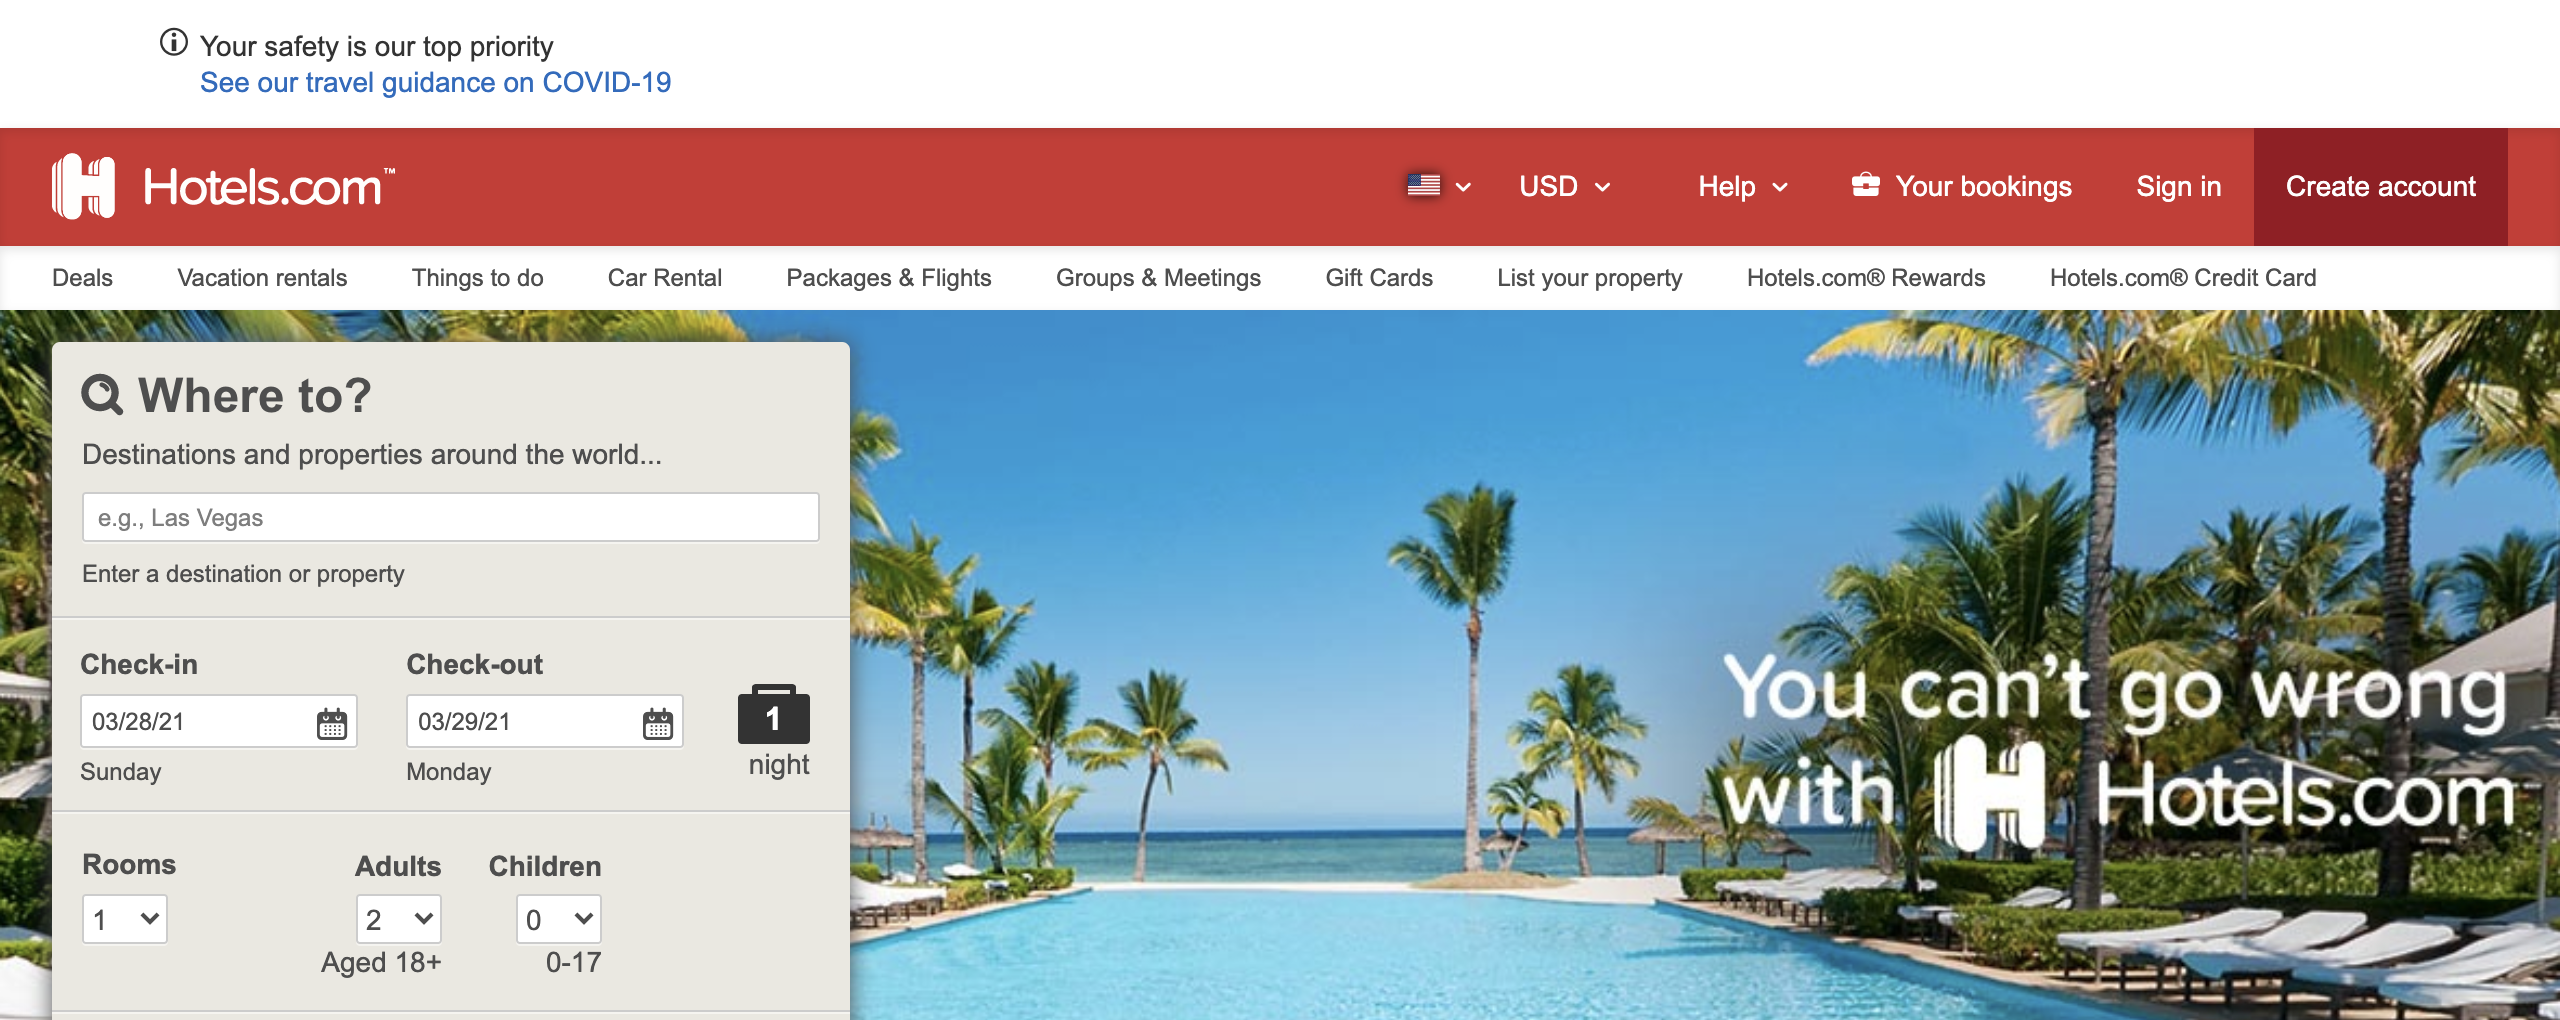 Your safety is our top priority
See our travel guidance on COVID-19
Hotels.com™
USD
Help
Your bookings
Sign in
Create account
Deals
Vacation rentals
Things to do
Car Rental
Packages & Flights
Groups & Meetings
Gift Cards
List your property
Hotels.com® Rewards
Hotels.com® Credit Card
Where to?
Destinations and properties around the world...
e.g., Las Vegas
Enter a destination or property
Check-in
Check-out
03/28/21
03/29/21
1
night
Sunday
Monday
Rooms
Adults
Children
1
2
0
Aged 18+
0-17
You can't go wrong
with H Hotels.com